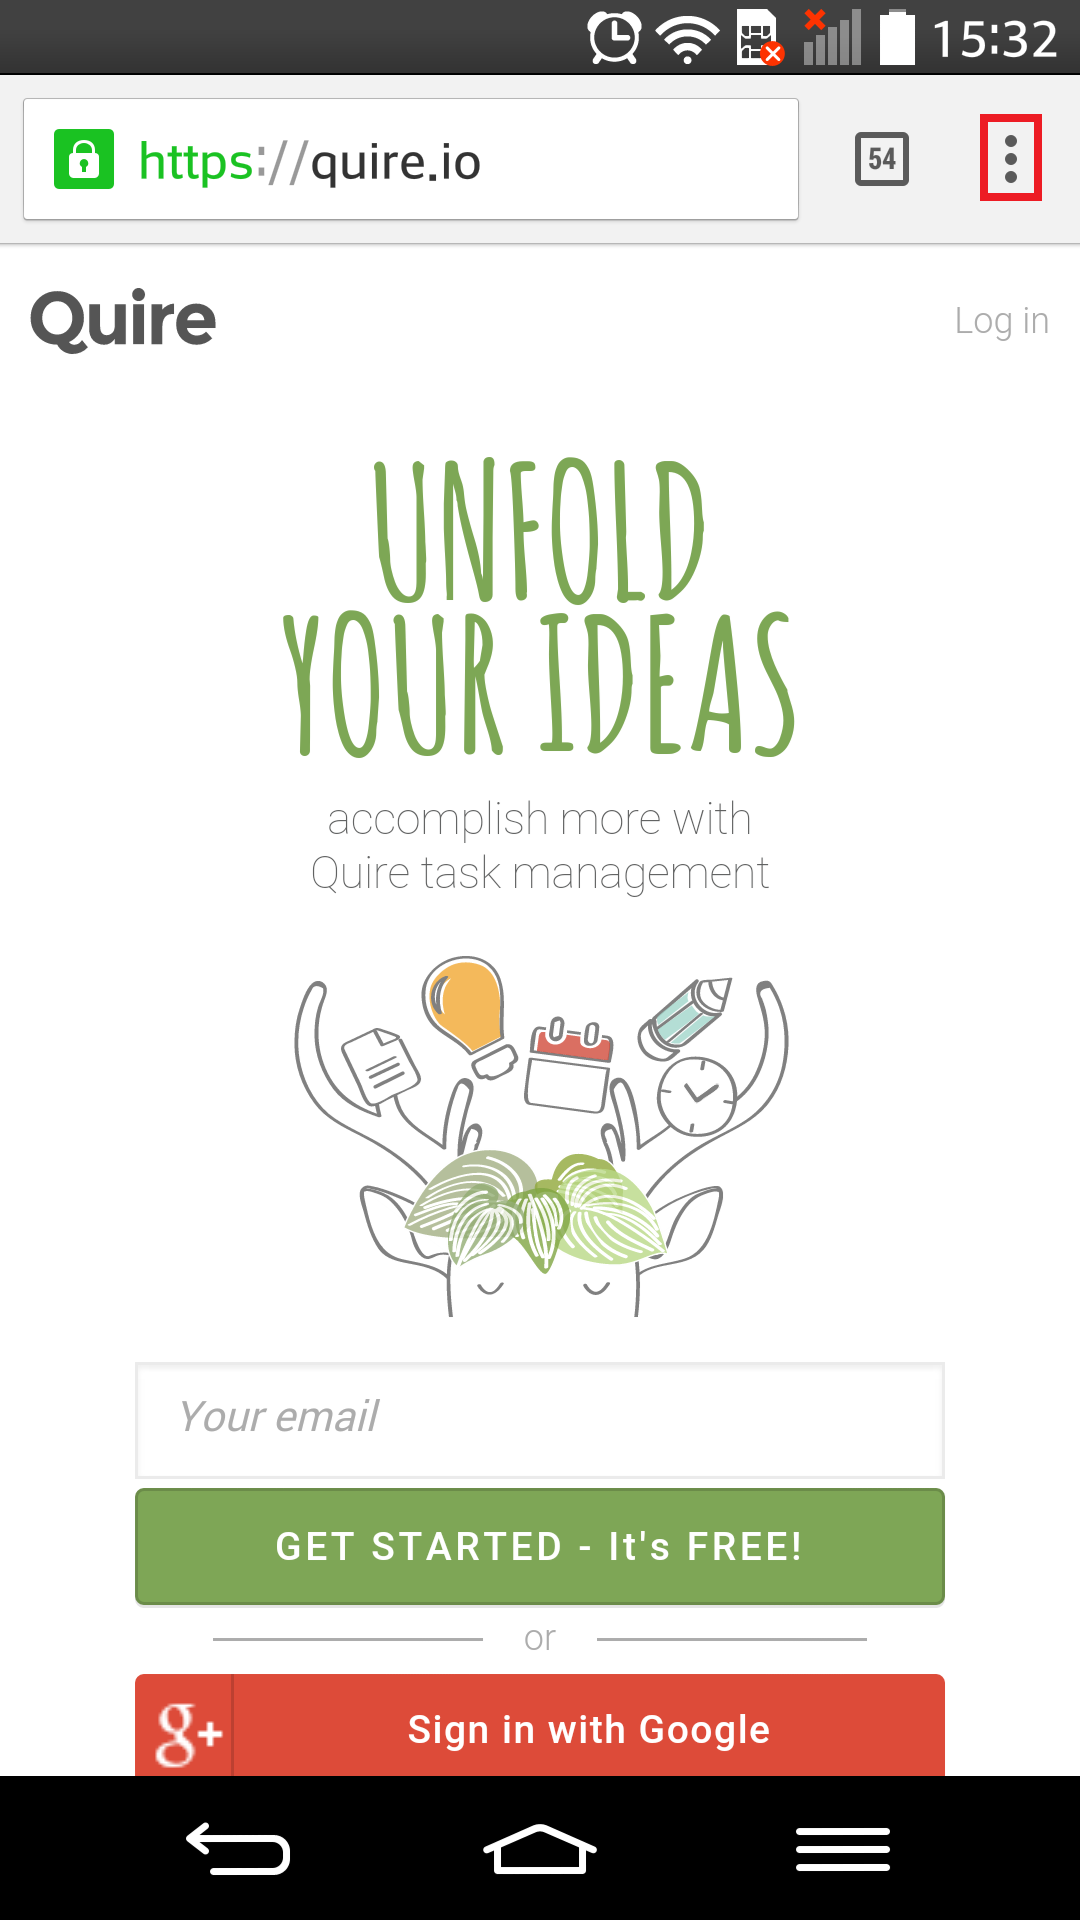 15:32
https://quire.io
54
Quire
Log in
UNFOLD
YOUR IDEAS
accomplish more with
Quire task management
Your email
GET STARTED - It's FREE!
or
g+
Sign in with Google